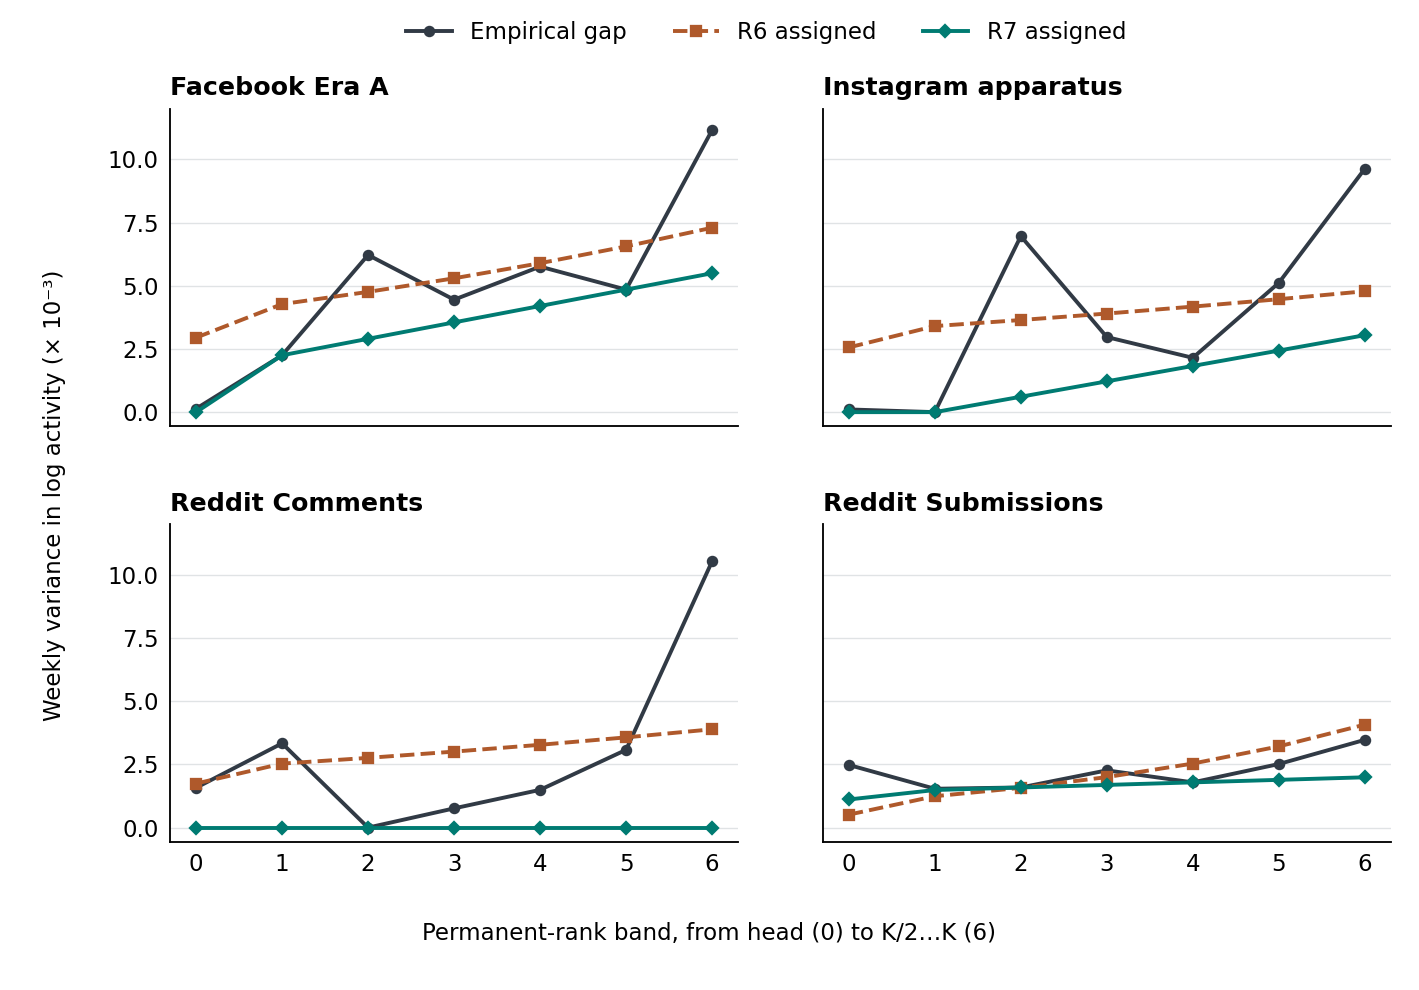 Empirical gap R6 assigned R7 assigned
Facebook Era A
Instagram apparatus
10.0
7.5
5.0
2.5
0.0
Weekly variance in log activity (× 10⁻³)
Reddit Comments
Reddit Submissions
10.0
7.5
5.0
2.5
0.0
0 1 2 3 4 5 6
0 1 2 3 4 5 6
Permanent-rank band, from head (0) to K/2…K (6)